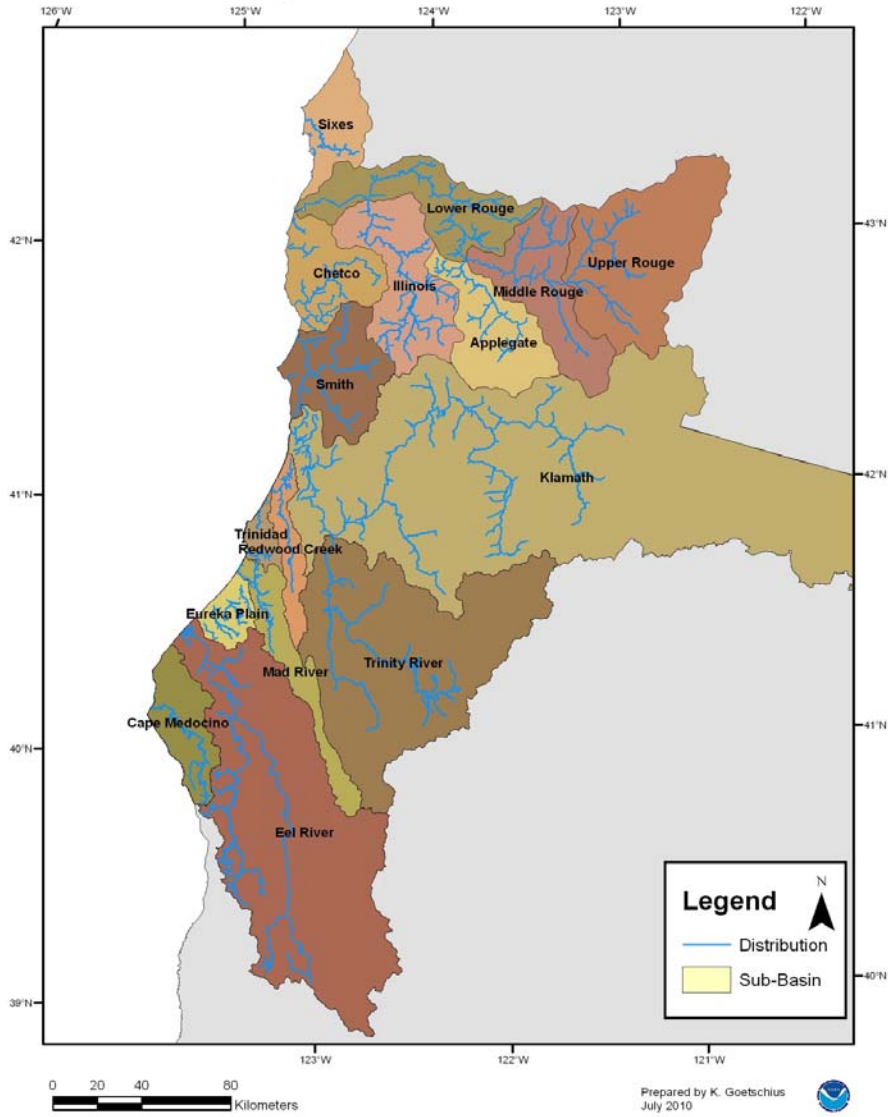 126°W 125°W 124°W 123°W 122°W
Sixes
Lower Rouge
43°N
42°N
Upper Rouge
Chetco
Illinois
Middle Rouge
Applegate
Smith
42°N
Klamath
41°N
Trinidad
Redwood Creek
Eureka Plain
Trinity River
Mad River
Cape Medocino
41°N
40°N
Eel River
Legend
N
Distribution
Sub-Basin
40°N
39°N
123°W 122°W 121°W
0 20 40 80
Kilometers
Prepared by K. Goetschius
July 2010